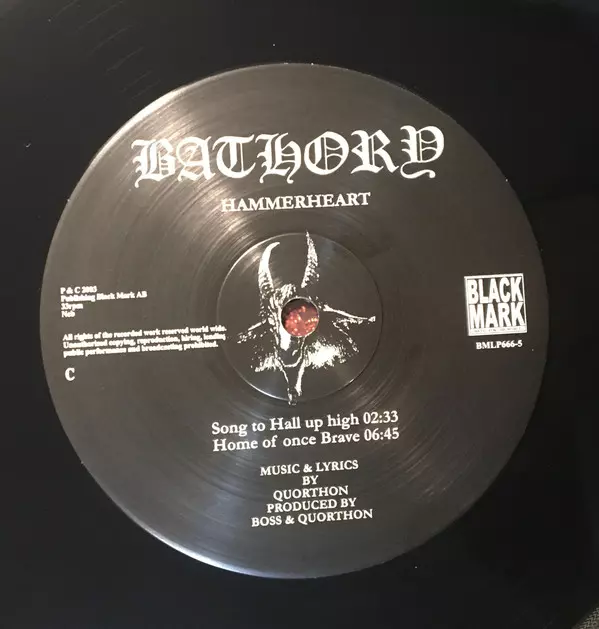 BATHORY
HAMMERHEART
P & C 2003
Publishing Black Mark AB
33rpm
Ncb
All rights of the recorded work reserved world wide.
Unauthorized copying, reproduction, hiring, lending
public performance and broadcasting prohibited.
C
BLACK
MARK
BMLP666-5
Song to Hall up high 02:33
Home of once Brave 06:45
MUSIC & LYRICS
BY
QUORTHON
PRODUCED BY
BOSS & QUORTHON